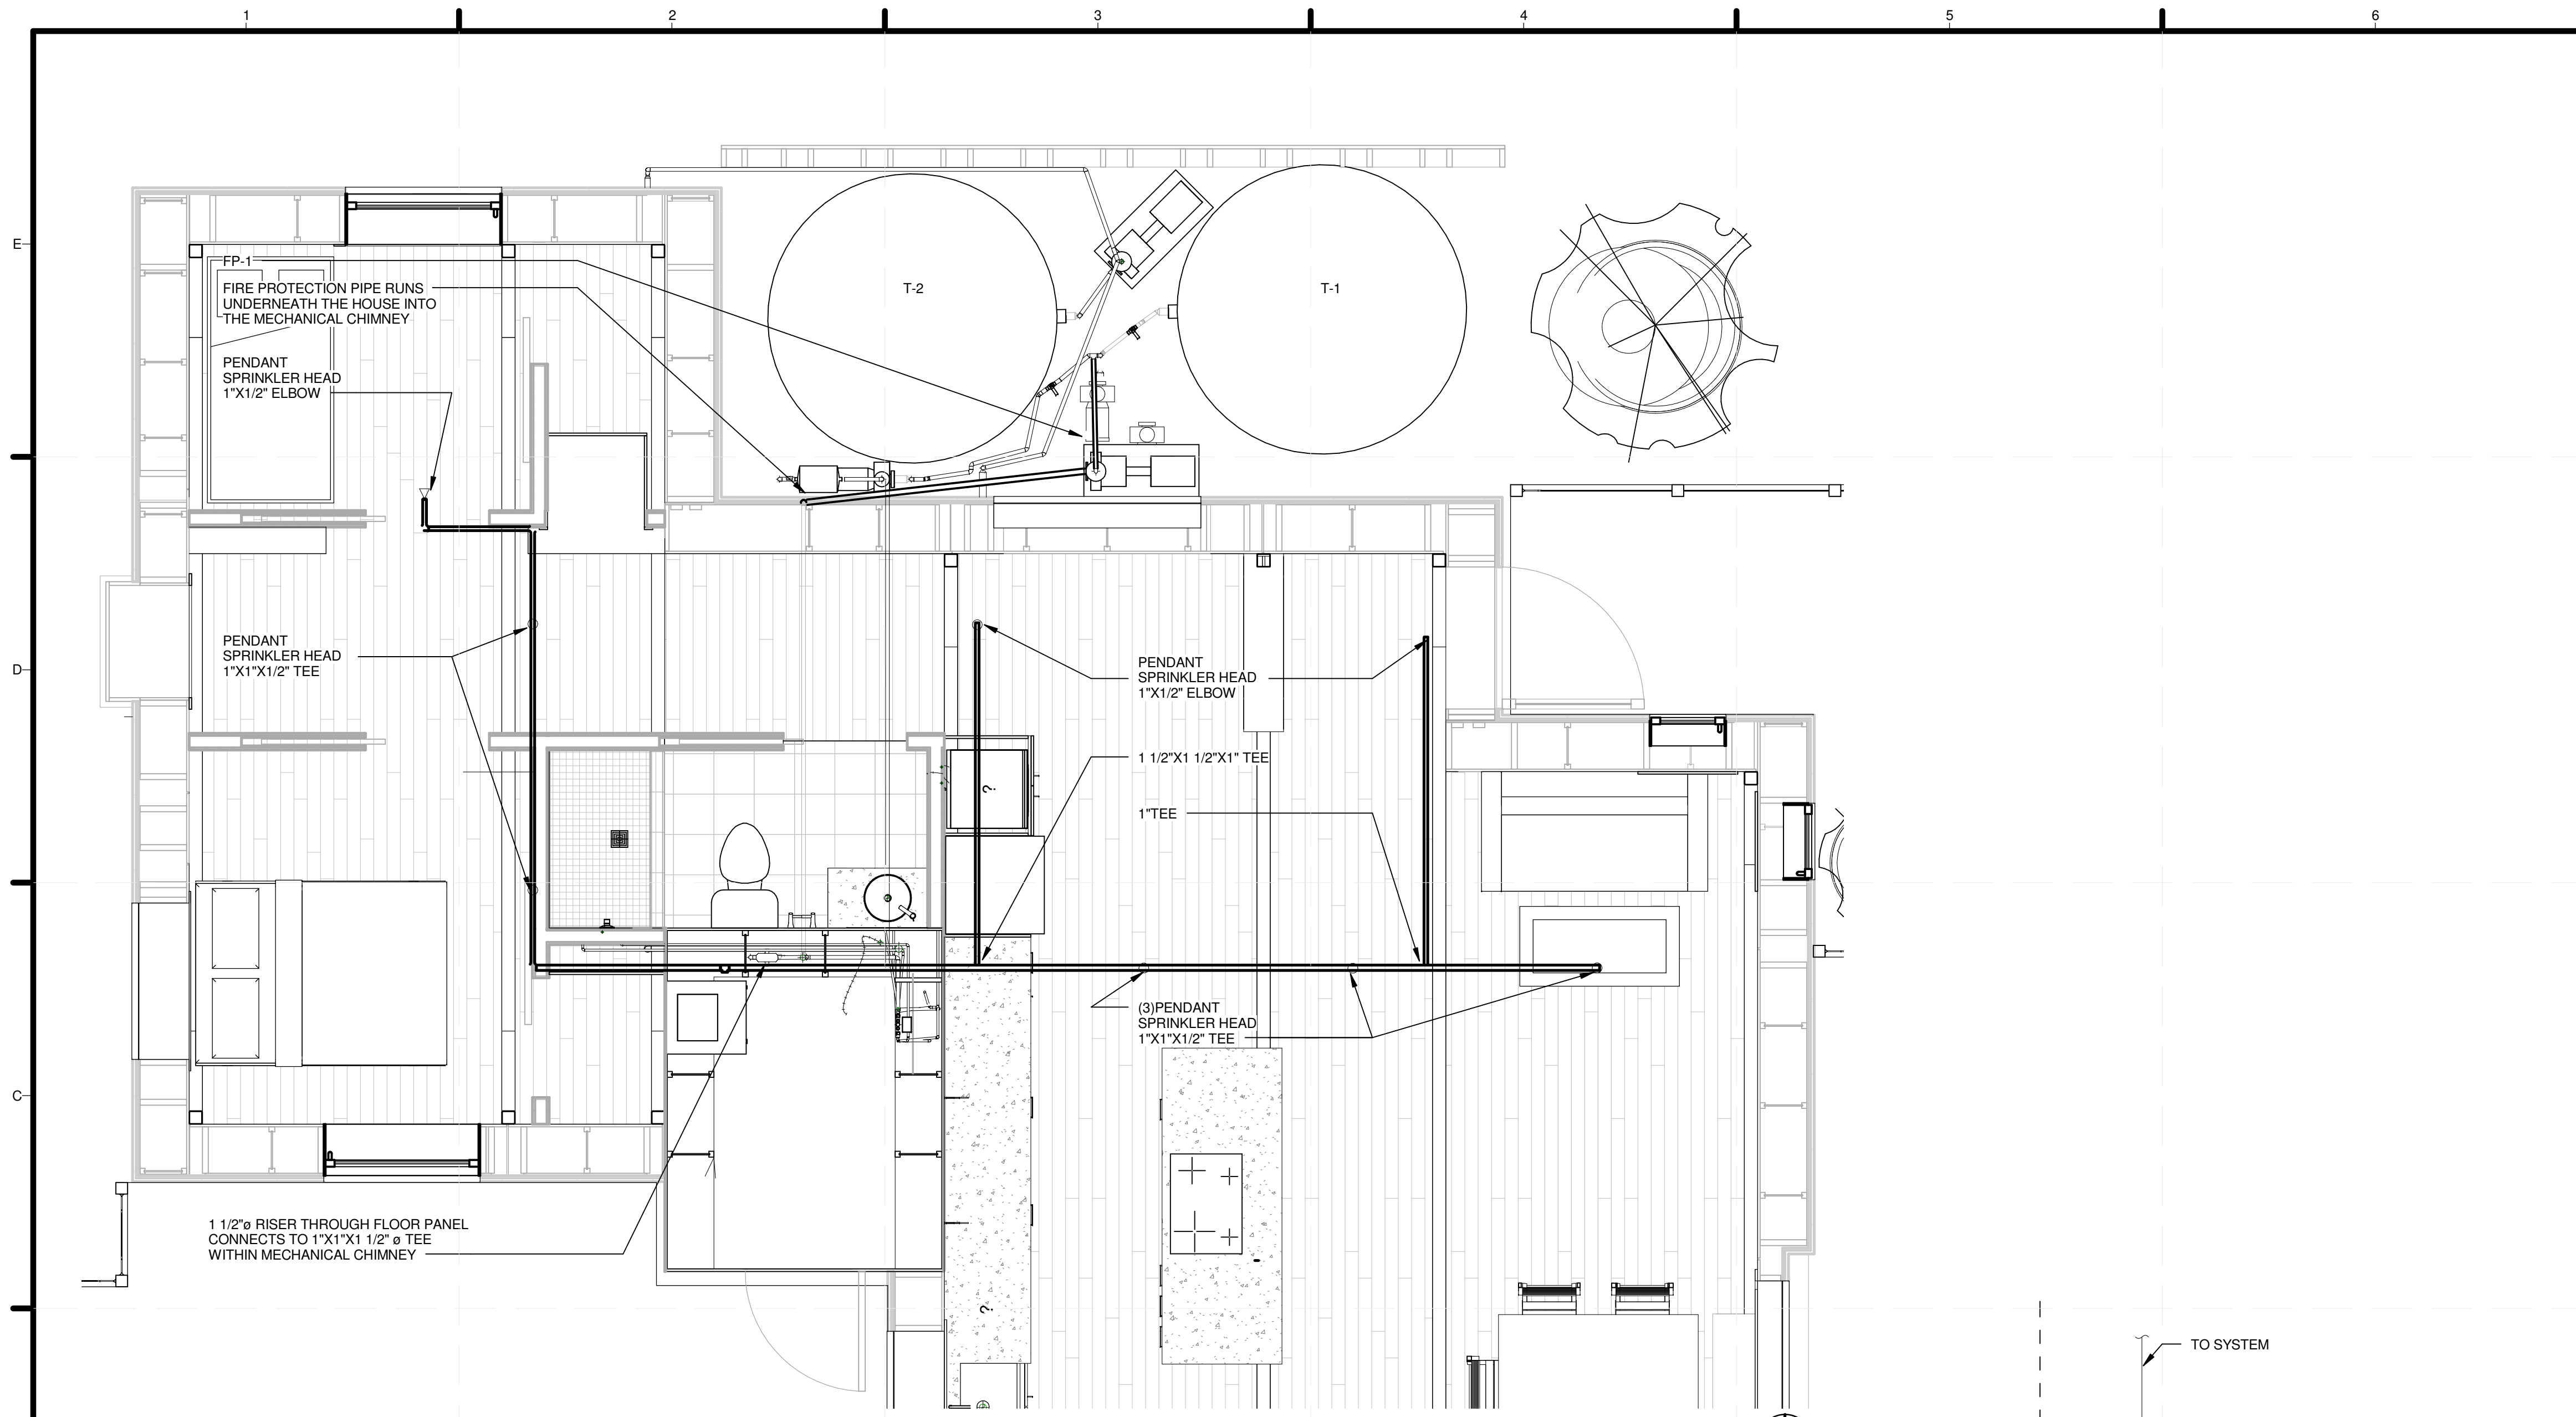 1 2 3 4 5 6
E
T-2
T-1
FP-1
FIRE PROTECTION PIPE RUNS
UNDERNEATH THE HOUSE INTO
THE MECHANICAL CHIMNEY
PENDANT
SPRINKLER HEAD
1"X1/2" ELBOW
D
PENDANT
SPRINKLER HEAD
1"X1"X1/2" TEE
PENDANT
SPRINKLER HEAD
1"X1/2" ELBOW
1 1/2"X1 1/2"X1" TEE
?
1"TEE
(3)PENDANT
SPRINKLER HEAD
1"X1"X1/2" TEE
C
1 1/2"ø RISER THROUGH FLOOR PANEL
CONNECTS TO 1"X1"X1 1/2" ø TEE
WITHIN MECHANICAL CHIMNEY
?
TO SYSTEM